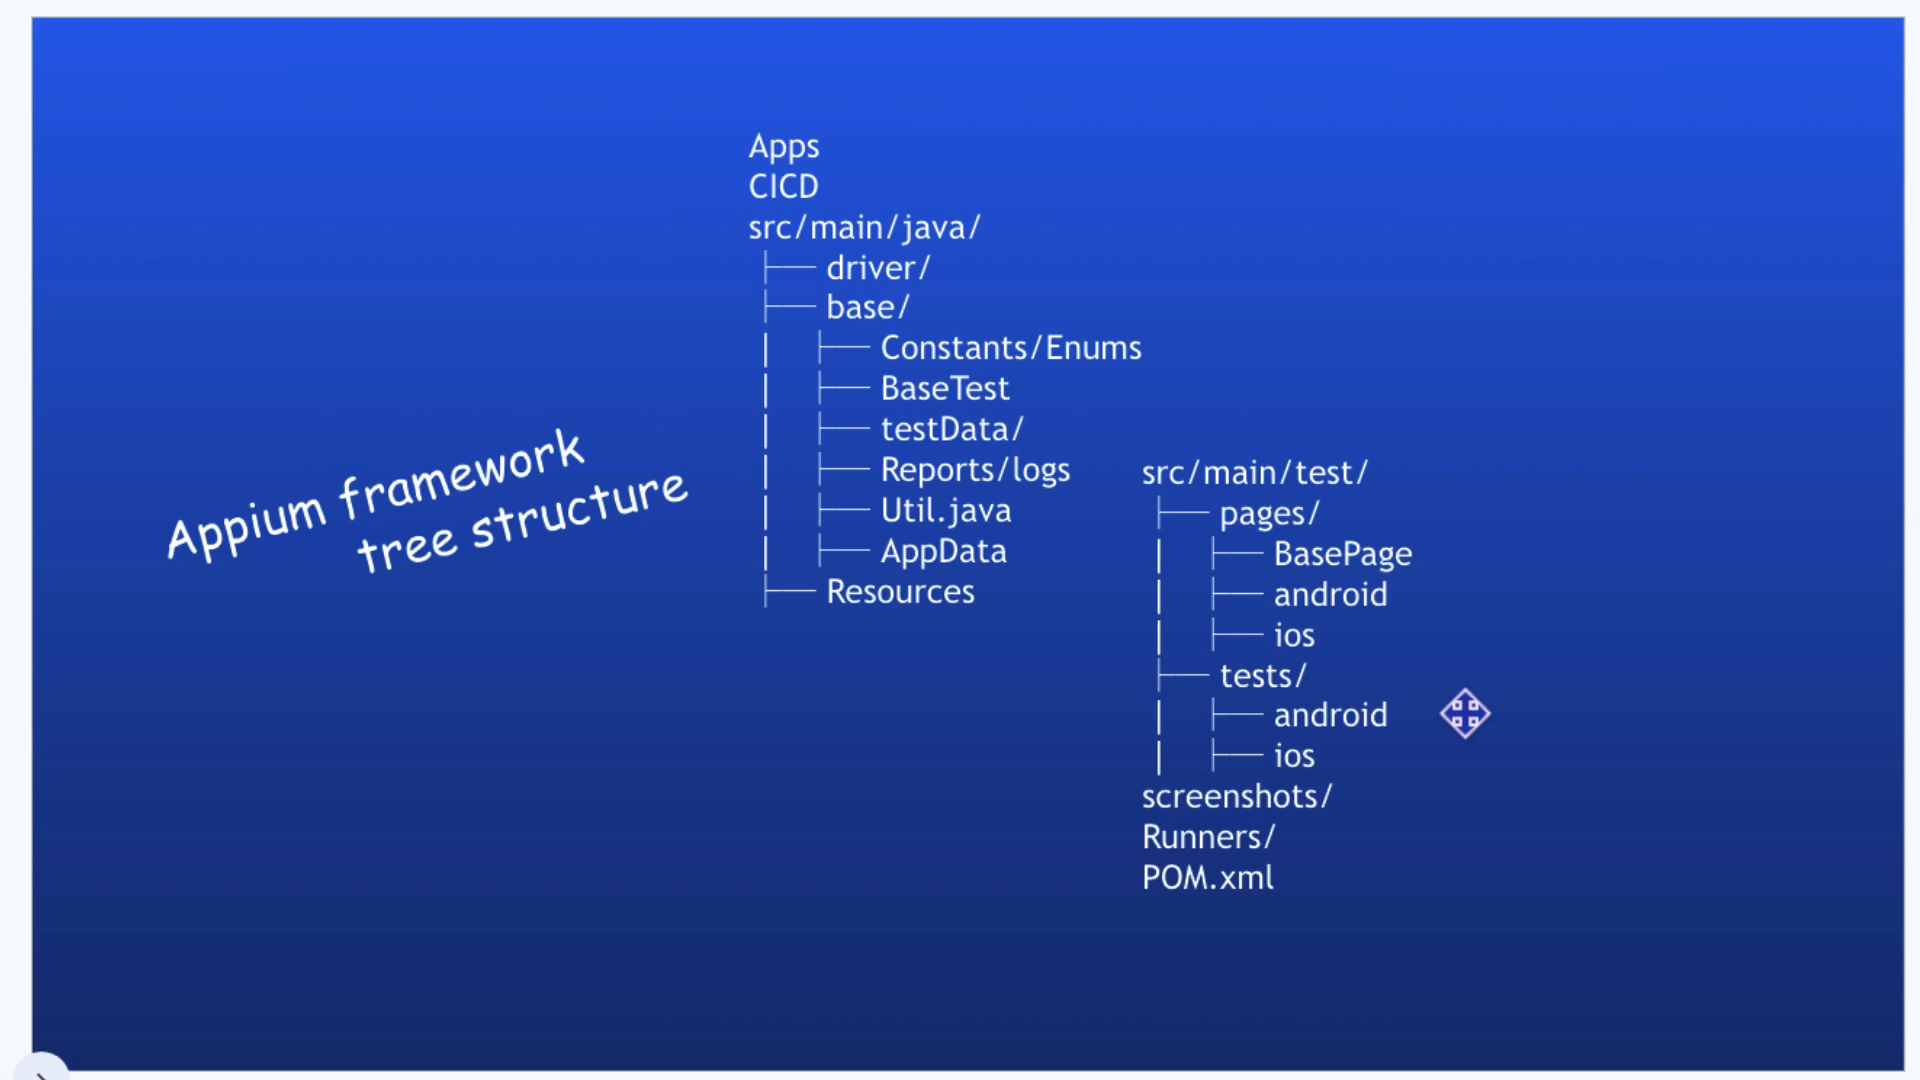 Appium framework
tree structure
Apps
CICD
src/main/java/
├── driver/
├── base/
|   ├── Constants/Enums
|   ├── BaseTest
|   ├── testData/
|   ├── Reports/logs
|   ├── Util.java
|   ├── AppData
├── Resources
src/main/test/
├── pages/
|   ├── BasePage
|   ├── android
|   ├── ios
├── tests/
|   ├── android
|   ├── ios
screenshots/
Runners/
POM.xml